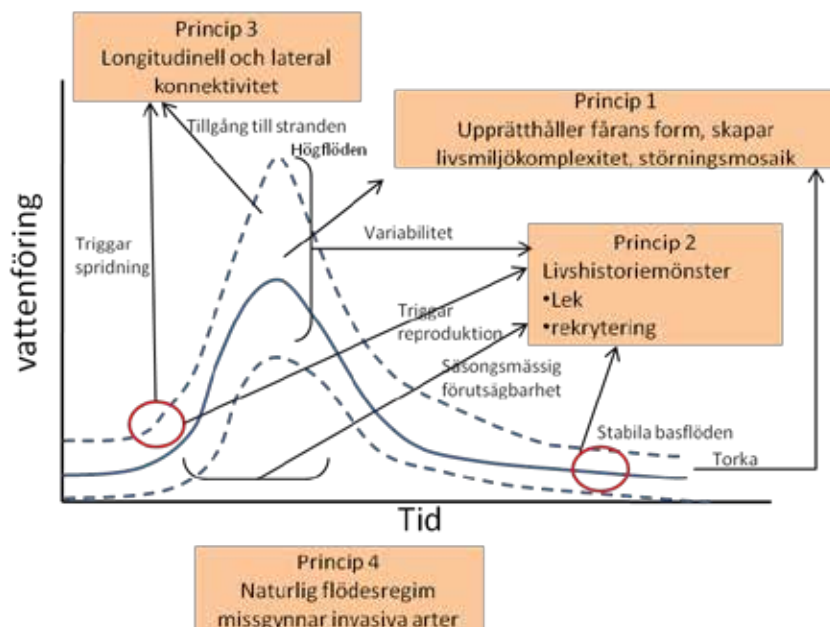 Princip 3
Longitudinell och lateral
konnektivitet
Princip 1
Upprätthåller fårans form, skapar
livsmiljökomplexitet, störningsmosaik
Tillgång till stranden
Högflöden
Triggar
spridning
Variabilitet
Princip 2
Livshistoriemönster
•Lek
•rekrytering
Triggar
reproduktion
Säsongsmässig
förutsägbarhet
Stabila basflöden
Torka
vattenföring
Tid
Princip 4
Naturlig flödesregim
missgynnar invasiva arter